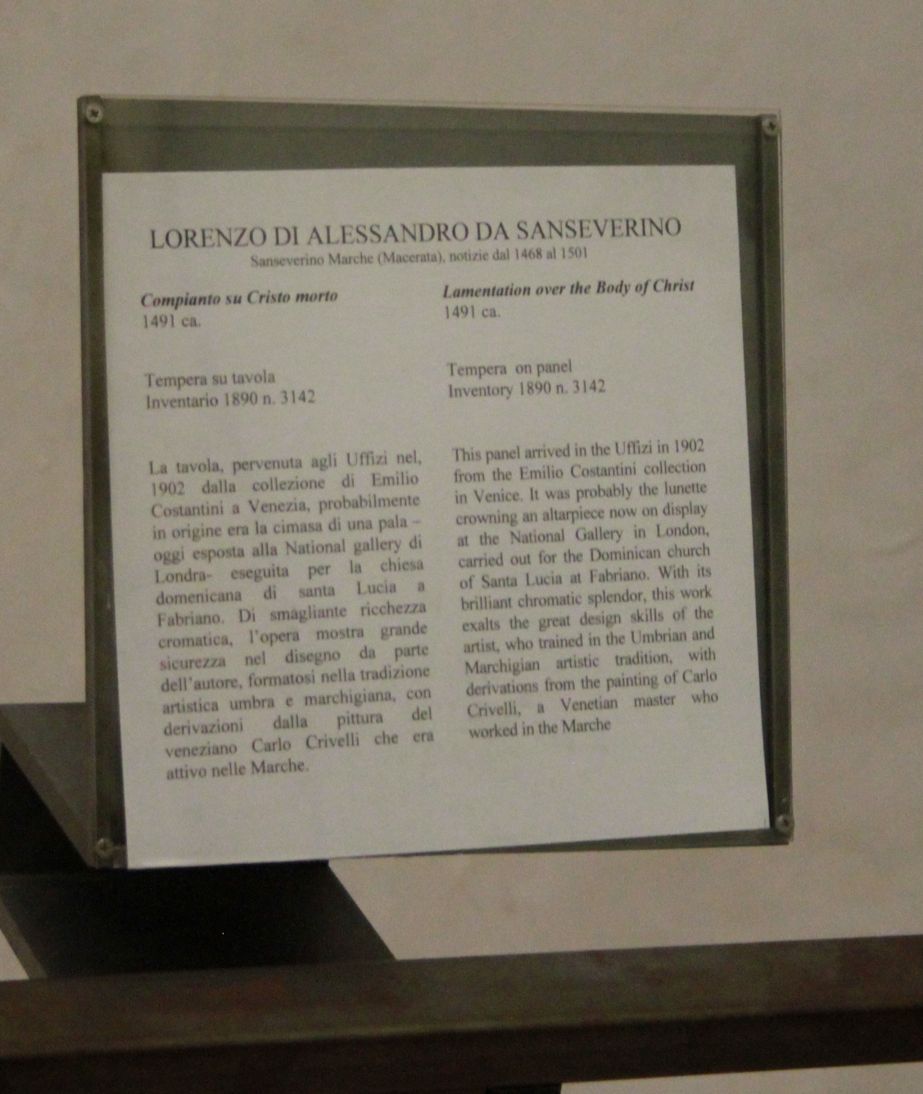 LORENZO DI ALESSANDRO DA SANSEVERINO
Sanseverino Marche (Macerata), notizie dal 1468 al 1501
Compianto su Cristo morto
1491 ca.
Tempera su tavola
Inventario 1890 n. 3142
La tavola, pervenuta agli Uffizi nel,
1902 dalla collezione di Emilio
Costantini a Venezia, probabilmente
in origine era la cimasa di una pala –
oggi esposta alla National gallery di
Londra- eseguita per la chiesa
domenicana di santa Lucia a
Fabriano. Di smagliante ricchezza
cromatica, l'opera mostra grande
sicurezza nel disegno da parte
dell'autore, formatosi nella tradizione
artistica umbra e marchigiana, con
derivazioni dalla pittura del
veneziano Carlo Crivelli che era
attivo nelle Marche.
Lamentation over the Body of Christ
1491 ca.
Tempera on panel
Inventory 1890 n. 3142
This panel arrived in the Uffizi in 1902
from the Emilio Costantini collection
in Venice. It was probably the lunette
crowning an altarpiece now on display
at the National Gallery in London,
carried out for the Dominican church
of Santa Lucia at Fabriano. With its
brilliant chromatic splendor, this work
exalts the great design skills of the
artist, who trained in the Umbrian and
Marchigian artistic tradition, with
derivations from the painting of Carlo
Crivelli, a Venetian master who
worked in the Marche